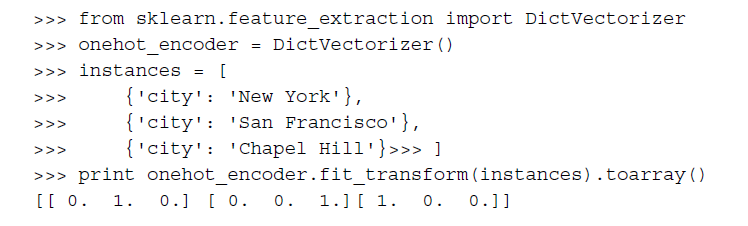 >>> from sklearn.feature_extraction import DictVectorizer
>>> onehot_encoder = DictVectorizer()
>>> instances = [
>>>     {'city': 'New York'},
>>>     {'city': 'San Francisco'},
>>>     {'city': 'Chapel Hill'}>>> ]
>>> print onehot_encoder.fit_transform(instances).toarray()
[[ 0.  1.  0.] [ 0.  0.  1.][ 1.  0.  0.]]